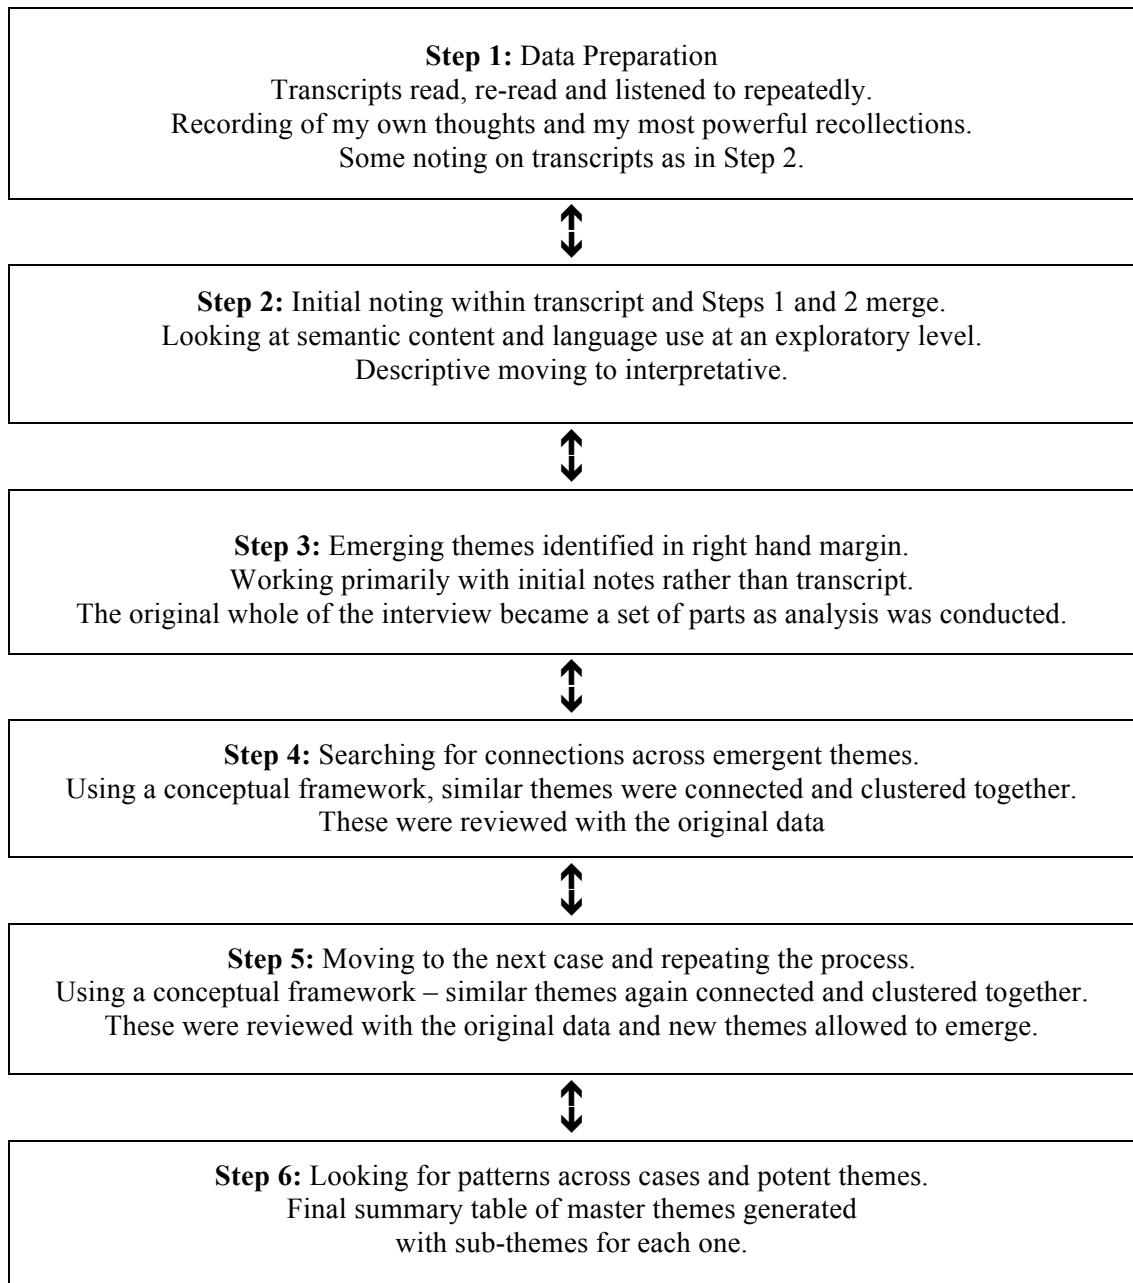 Step 1: Data Preparation
Transcripts read, re-read and listened to repeatedly.
Recording of my own thoughts and my most powerful recollections.
Some noting on transcripts as in Step 2.
Step 2: Initial noting within transcript and Steps 1 and 2 merge.
Looking at semantic content and language use at an exploratory level.
Descriptive moving to interpretative.
Step 3: Emerging themes identified in right hand margin.
Working primarily with initial notes rather than transcript.
The original whole of the interview became a set of parts as analysis was conducted.
Step 4: Searching for connections across emergent themes.
Using a conceptual framework, similar themes were connected and clustered together.
These were reviewed with the original data
Step 5: Moving to the next case and repeating the process.
Using a conceptual framework – similar themes again connected and clustered together.
These were reviewed with the original data and new themes allowed to emerge.
Step 6: Looking for patterns across cases and potent themes.
Final summary table of master themes generated
with sub-themes for each one.